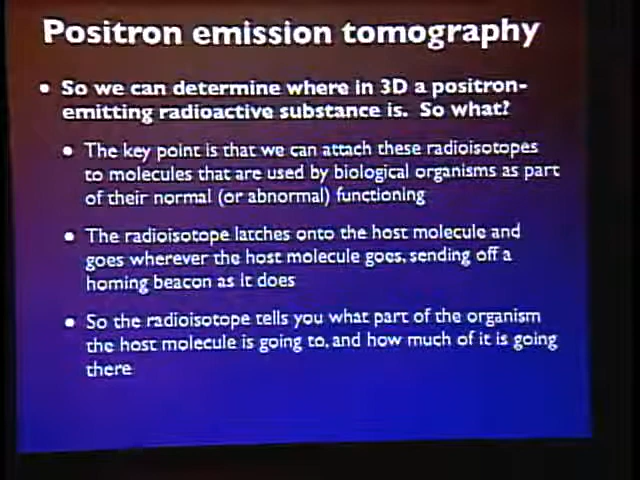 Positron emission tomography
• So we can determine where in 3D a positron-
emitting radioactive substance is. So what?
• The key point is that we can attach these radioisotopes
to molecules that are used by biological organisms as part
of their normal (or abnormal) functioning
• The radioisotope latches onto the host molecule and
goes wherever the host molecule goes, sending off a
homing beacon as it does
• So the radioisotope tells you what part of the organism
the host molecule is going to, and how much of it is going
there